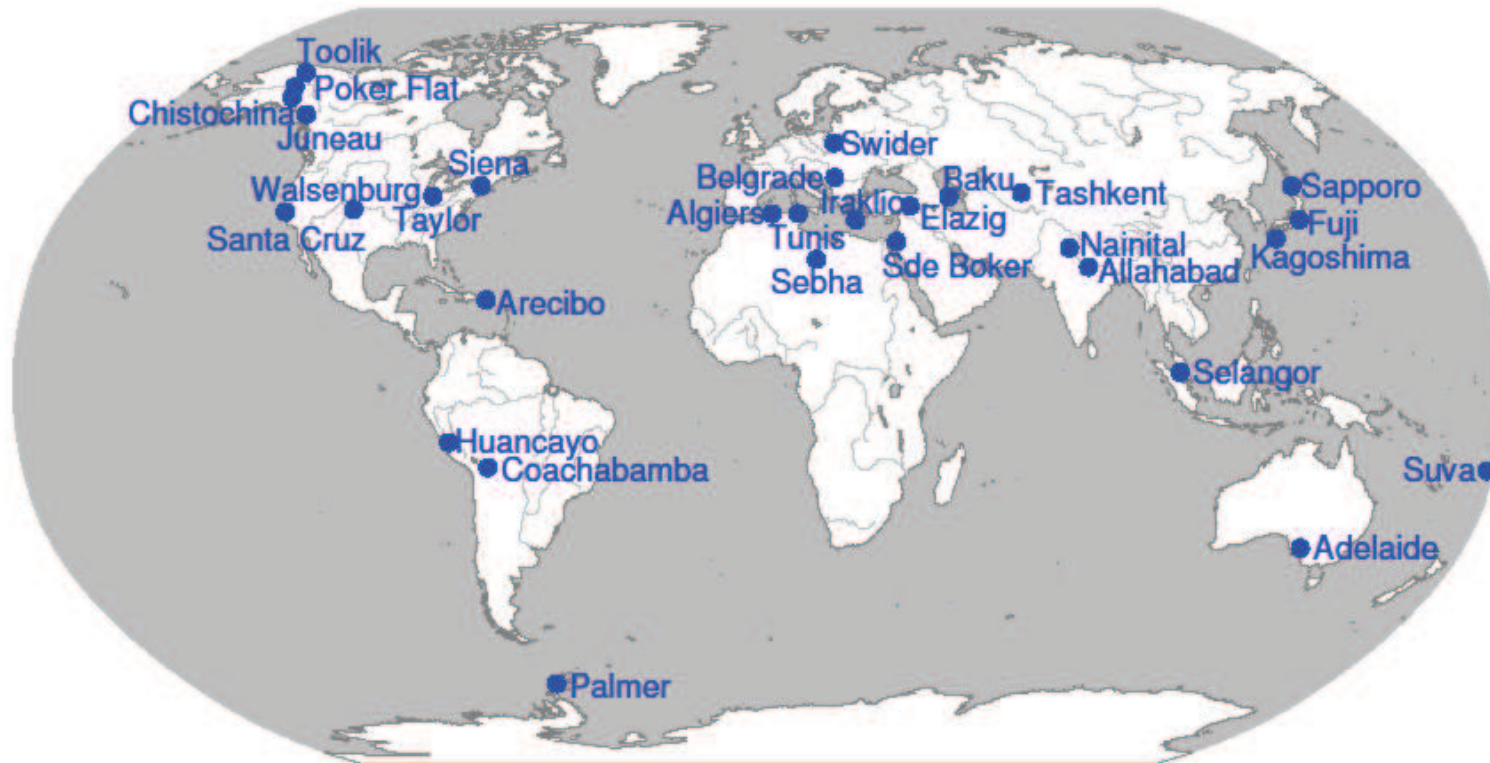 Toolik
Poker Flat
Chistochina
Juneau
Siena
Swider
Walsenburg
Belgrade
Baku
Tashkent
Sapporo
Iraklio
Algiers
Elazig
Taylor
Santa Cruz
Tunis
Fuji
Nainital
Kagoshima
Sde Boker
Allahabad
Sebha
Arecibo
Selangor
Huancayo
Coachabamba
Suva
Adelaide
Palmer